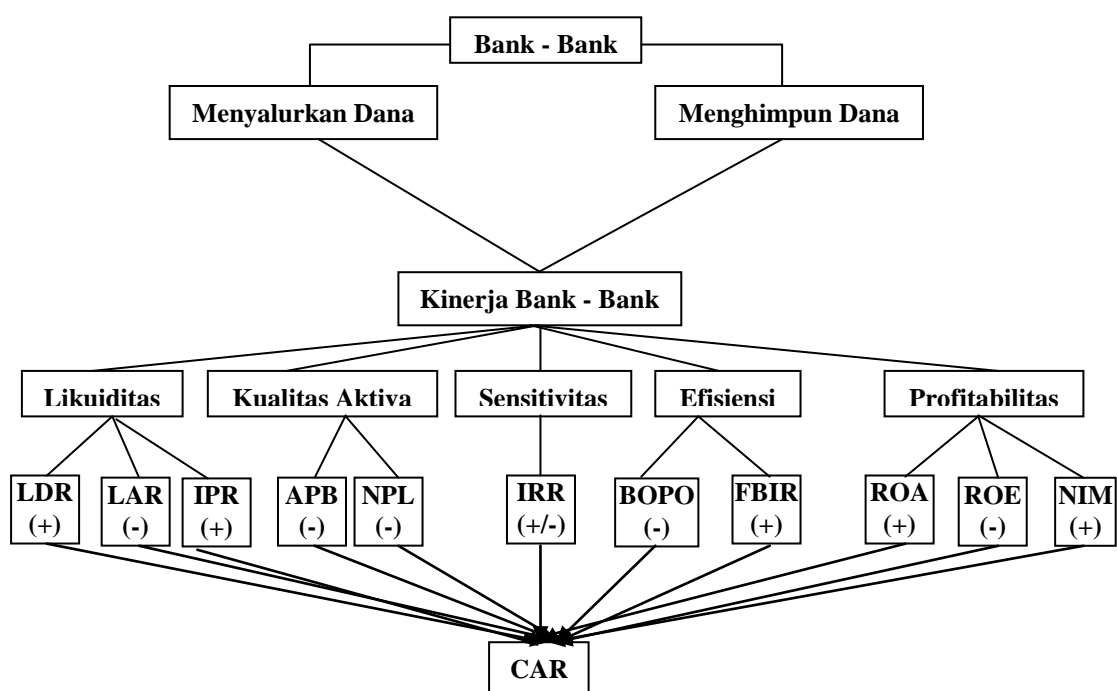 Bank - Bank
Menyalurkan Dana
Menghimpun Dana
Kinerja Bank - Bank
Likuiditas
Kualitas Aktiva
Sensitivitas
Efisiensi
Profitabilitas
LDR
(+)
LAR
(-)
IPR
(+)
APB
(-)
NPL
(-)
IRR
(+/-)
BOPO
(-)
FBIR
(+)
ROA
(+)
ROE
(-)
NIM
(+)
CAR